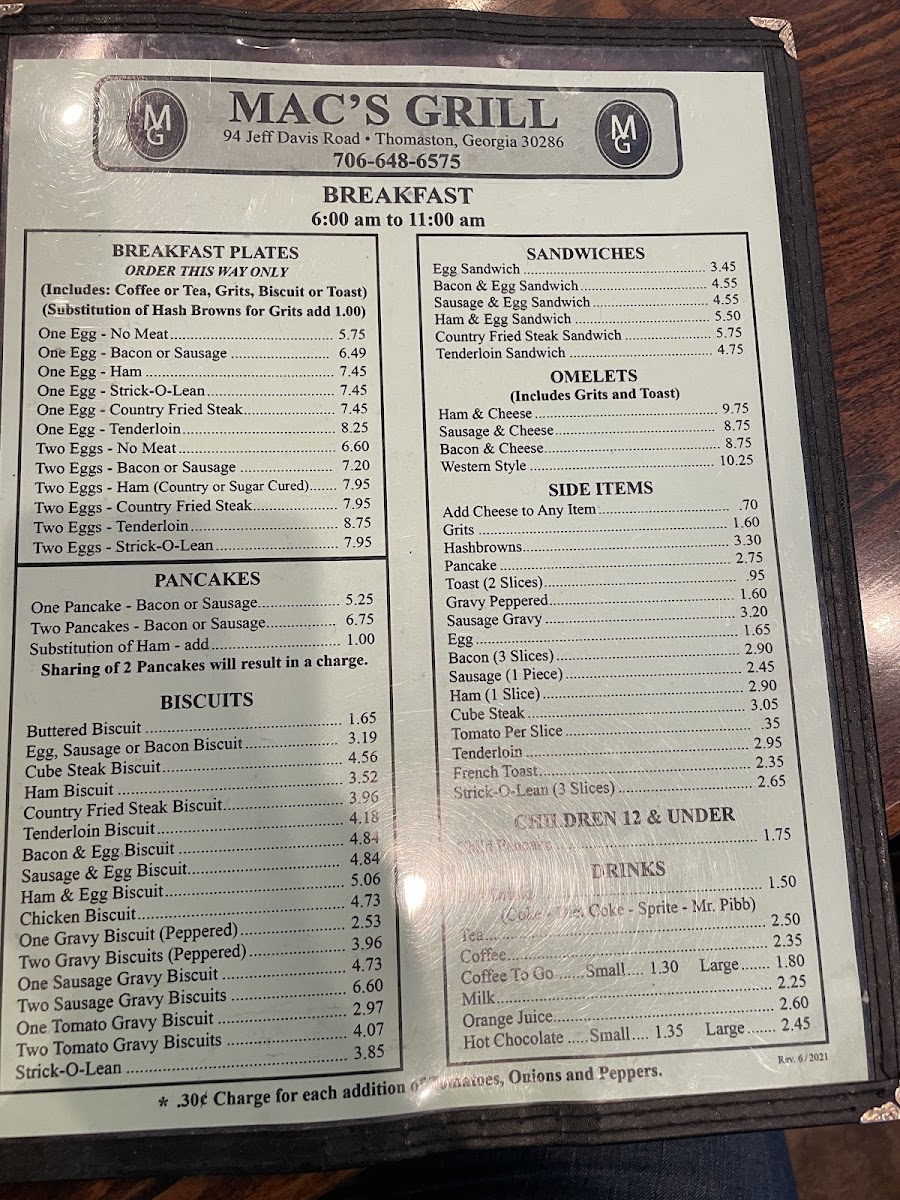 MG
MAC'S GRILL
94 Jeff Davis Road • Thomaston, Georgia 30286
706-648-6575
MG
BREAKFAST
6:00 am to 11:00 am
BREAKFAST PLATES
ORDER THIS WAY ONLY
(Includes: Coffee or Tea, Grits, Biscuit or Toast)
(Substitution of Hash Browns for Grits add 1.00)
One Egg - No Meat ... 5.75
One Egg - Bacon or Sausage ... 6.49
One Egg - Ham ... 7.45
One Egg - Strick-O-Lean ... 7.45
One Egg - Country Fried Steak ... 7.45
One Egg - Tenderloin ... 8.25
Two Eggs - No Meat ... 6.60
Two Eggs - Bacon or Sausage ... 7.20
Two Eggs - Ham (Country or Sugar Cured) ... 7.95
Two Eggs - Country Fried Steak ... 7.95
Two Eggs - Tenderloin ... 8.75
Two Eggs - Strick-O-Lean ... 7.95
PANCAKES
One Pancake - Bacon or Sausage ... 5.25
Two Pancakes - Bacon or Sausage ... 6.75
Substitution of Ham - add ... 1.00
Sharing of 2 Pancakes will result in a charge.
BISCUITS
Buttered Biscuit ... 1.65
Egg, Sausage or Bacon Biscuit ... 3.19
Cube Steak Biscuit ... 4.56
Ham Biscuit ... 3.52
Country Fried Steak Biscuit ... 3.96
Tenderloin Biscuit ... 4.18
Bacon & Egg Biscuit ... 4.84
Sausage & Egg Biscuit ... 4.84
Ham & Egg Biscuit ... 5.06
Chicken Biscuit ... 4.73
One Gravy Biscuit (Peppered) ... 2.53
Two Gravy Biscuits (Peppered) ... 3.96
One Sausage Gravy Biscuit ... 4.73
Two Sausage Gravy Biscuits ... 6.60
One Tomato Gravy Biscuit ... 2.97
Two Tomato Gravy Biscuits ... 4.07
Strick-O-Lean ... 3.85
SANDWICHES
Egg Sandwich ... 3.45
Bacon & Egg Sandwich ... 4.55
Sausage & Egg Sandwich ... 4.55
Ham & Egg Sandwich ... 5.50
Country Fried Steak Sandwich ... 5.75
Tenderloin Sandwich ... 4.75
OMELETS
(Includes Grits and Toast)
Ham & Cheese ... 9.75
Sausage & Cheese ... 8.75
Bacon & Cheese ... 8.75
Western Style ... 10.25
SIDE ITEMS
Add Cheese to Any Item ... .70
Grits ... 1.60
Hashbrowns ... 3.30
Pancake ... 2.75
Toast (2 Slices) ... .95
Gravy Peppered ... 1.60
Sausage Gravy ... 3.20
Egg ... 1.65
Bacon (3 Slices) ... 2.90
Sausage (1 Piece) ... 2.45
Ham (1 Slice) ... 2.90
Cube Steak ... 3.05
Tomato Per Slice ... .35
Tenderloin ... 2.95
French Toast ... 2.35
Strick-O-Lean (3 Slices) ... 2.65
CHILDREN 12 & UNDER
Child Pancake ... 1.75
DRINKS
... 1.50
(Coke - Diet Coke - Sprite - Mr. Pibb)
Tea ... 2.50
Coffee ... 2.35
Coffee To Go ... Small ... 1.30 Large ... 1.80
Milk ... 2.25
Orange Juice ... 2.60
Hot Chocolate ... Small ... 1.35 Large ... 2.45
Rev. 6/2021
* .30¢ Charge for each addition of Tomatoes, Onions and Peppers.